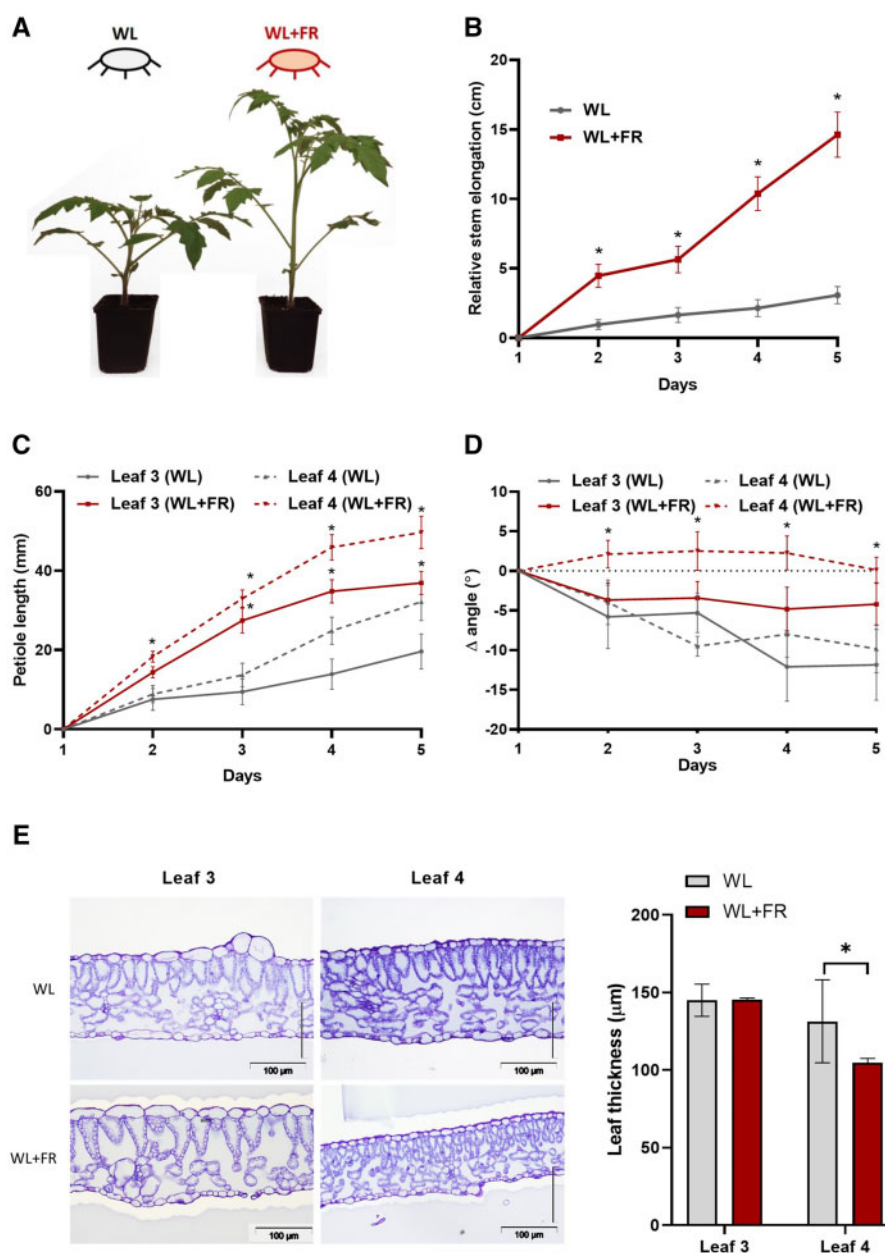 A
WL
WL+FR
B
Relative stem elongation (cm)
20
15
10
5
0
WL
WL+FR
*
*
*
*
1
2
3
4
5
Days
C
Leaf 3 (WL)
Leaf 4 (WL)
Leaf 3 (WL+FR)
Leaf 4 (WL+FR)
Petiole length (mm)
60
40
20
0
*
*
*
*
*
*
*
1
2
3
4
5
Days
D
Leaf 3 (WL)
Leaf 4 (WL)
Leaf 3 (WL+FR)
Leaf 4 (WL+FR)
Δ angle (°)
10
5
0
-5
-10
-15
-20
*
*
*
*
1
2
3
4
5
Days
E
Leaf 3
Leaf 4
WL
100 µm
100 µm
WL+FR
100 µm
100 µm
WL
WL+FR
Leaf thickness (µm)
200
150
100
50
0
*
Leaf 3
Leaf 4